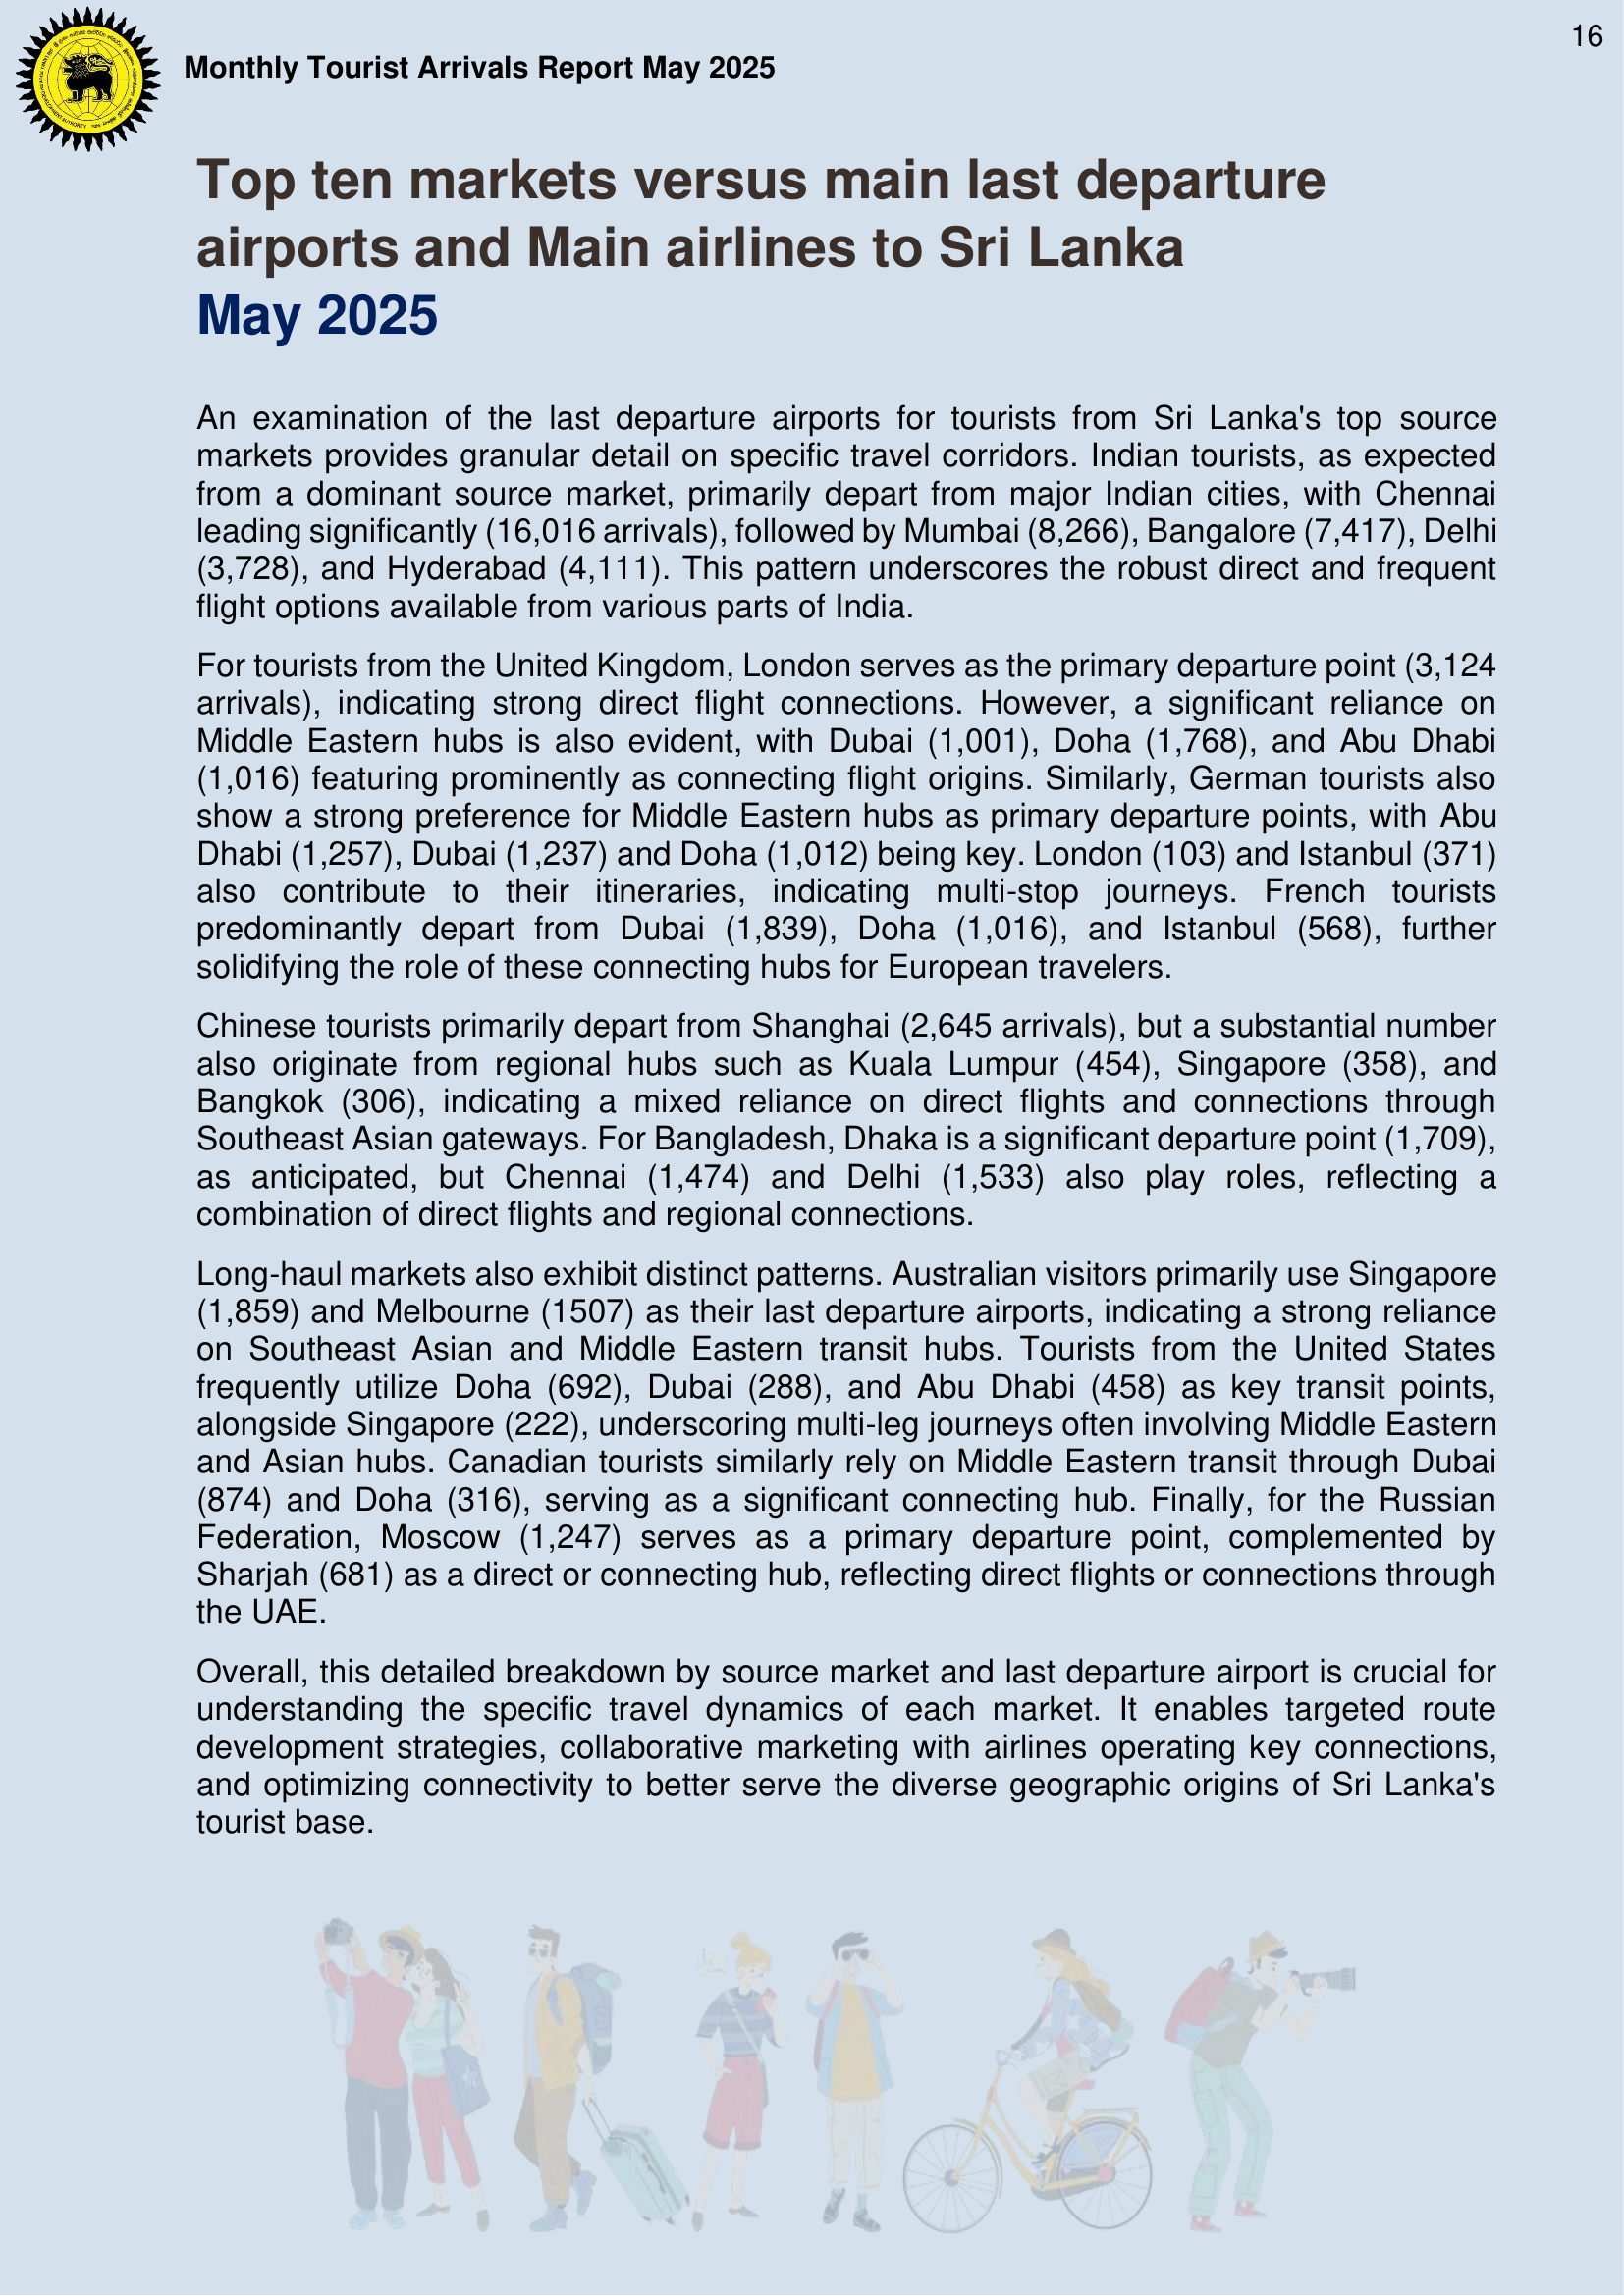 16
Monthly Tourist Arrivals Report May 2025
Top ten markets versus main last departure
airports and Main airlines to Sri Lanka
May 2025
An examination of the last departure airports for tourists from Sri Lanka's top source
markets provides granular detail on specific travel corridors. Indian tourists, as expected
from a dominant source market, primarily depart from major Indian cities, with Chennai
leading significantly (16,016 arrivals), followed by Mumbai (8,266), Bangalore (7,417), Delhi
(3,728), and Hyderabad (4,111). This pattern underscores the robust direct and frequent
flight options available from various parts of India.
For tourists from the United Kingdom, London serves as the primary departure point (3,124
arrivals), indicating strong direct flight connections. However, a significant reliance on
Middle Eastern hubs is also evident, with Dubai (1,001), Doha (1,768), and Abu Dhabi
(1,016) featuring prominently as connecting flight origins. Similarly, German tourists also
show a strong preference for Middle Eastern hubs as primary departure points, with Abu
Dhabi (1,257), Dubai (1,237) and Doha (1,012) being key. London (103) and Istanbul (371)
also contribute to their itineraries, indicating multi-stop journeys. French tourists
predominantly depart from Dubai (1,839), Doha (1,016), and Istanbul (568), further
solidifying the role of these connecting hubs for European travelers.
Chinese tourists primarily depart from Shanghai (2,645 arrivals), but a substantial number
also originate from regional hubs such as Kuala Lumpur (454), Singapore (358), and
Bangkok (306), indicating a mixed reliance on direct flights and connections through
Southeast Asian gateways. For Bangladesh, Dhaka is a significant departure point (1,709),
as anticipated, but Chennai (1,474) and Delhi (1,533) also play roles, reflecting a
combination of direct flights and regional connections.
Long-haul markets also exhibit distinct patterns. Australian visitors primarily use Singapore
(1,859) and Melbourne (1507) as their last departure airports, indicating a strong reliance
on Southeast Asian and Middle Eastern transit hubs. Tourists from the United States
frequently utilize Doha (692), Dubai (288), and Abu Dhabi (458) as key transit points,
alongside Singapore (222), underscoring multi-leg journeys often involving Middle Eastern
and Asian hubs. Canadian tourists similarly rely on Middle Eastern transit through Dubai
(874) and Doha (316), serving as a significant connecting hub. Finally, for the Russian
Federation, Moscow (1,247) serves as a primary departure point, complemented by
Sharjah (681) as a direct or connecting hub, reflecting direct flights or connections through
the UAE.
Overall, this detailed breakdown by source market and last departure airport is crucial for
understanding the specific travel dynamics of each market. It enables targeted route
development strategies, collaborative marketing with airlines operating key connections,
and optimizing connectivity to better serve the diverse geographic origins of Sri Lanka's
tourist base.